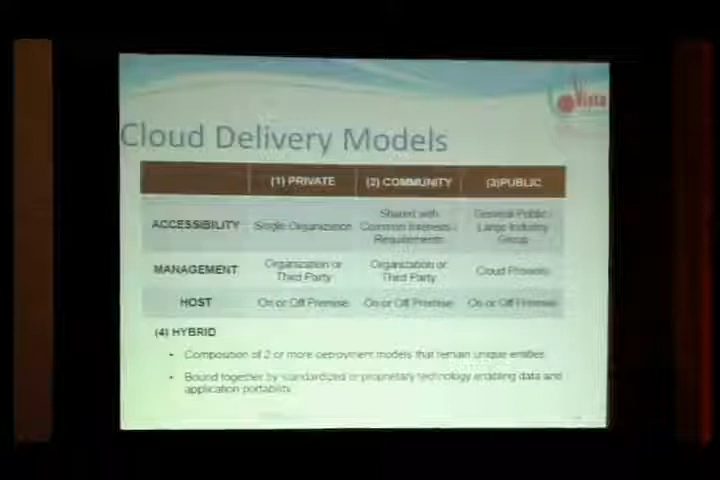 Vista
Cloud Delivery Models
(1) PRIVATE (2) COMMUNITY (3)PUBLIC
ACCESSIBILITY Single Organization Shared with Common Interests / Requirements General Public / Large Industry Group
MANAGEMENT Organization or Third Party Organization or Third Party Cloud Provider
HOST On or Off Premise On or Off Premise On or Off Premise
(4) HYBRID
• Composition of 2 or more deployment models that remain unique entities
• Bound together by standardized or proprietary technology enabling data and
application portability